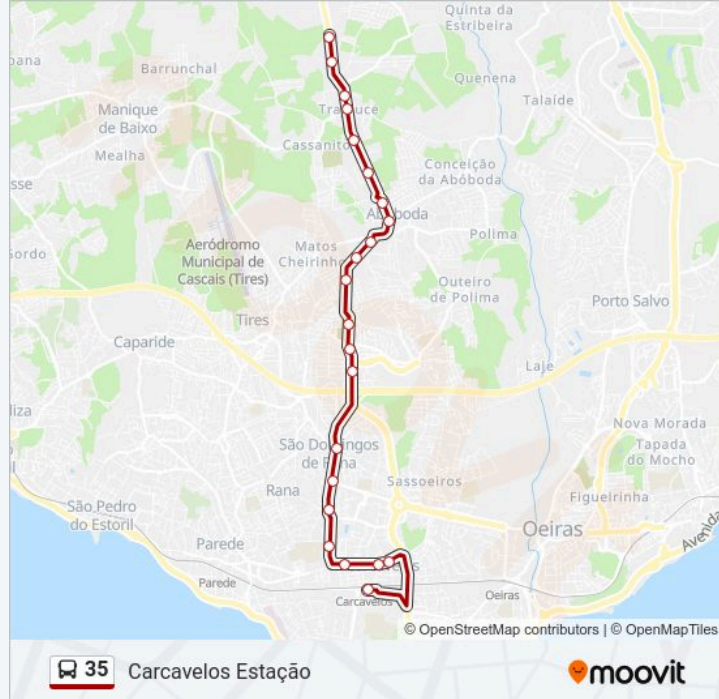 Quinta da
Estribeira
bana
Barrunchal
Quenena
Manique
de Baixo
Talaíde
Mealha
Cassanito
Conceição
da Abóboda
sse
Abóboda
Aeródromo
Municipal de
Cascais (Tires)
Matos
Cheirinho
Polima
Gordo
Outeiro
de Polima
Porto Salvo
Tires
Caparide
Laje
liza
Nova Morada
São Domingos
de Rana
Tapada
do Mocho
Sassoeiros
Rana
Figueirinha
São Pedro
do Estoril
Oeiras
Parede
Avenida
Parede
Oeiras
Carcavelos
© OpenStreetMap contributors | © OpenMapTiles
35
Carcavelos Estação
moovit